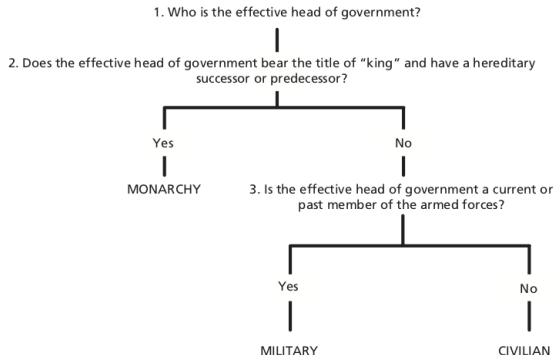 1. Who is the effective head of government?
2. Does the effective head of government bear the title of “king” and have a hereditary
successor or predecessor?
Yes
No
MONARCHY
3. Is the effective head of government a current or
past member of the armed forces?
Yes
No
MILITARY
CIVILIAN